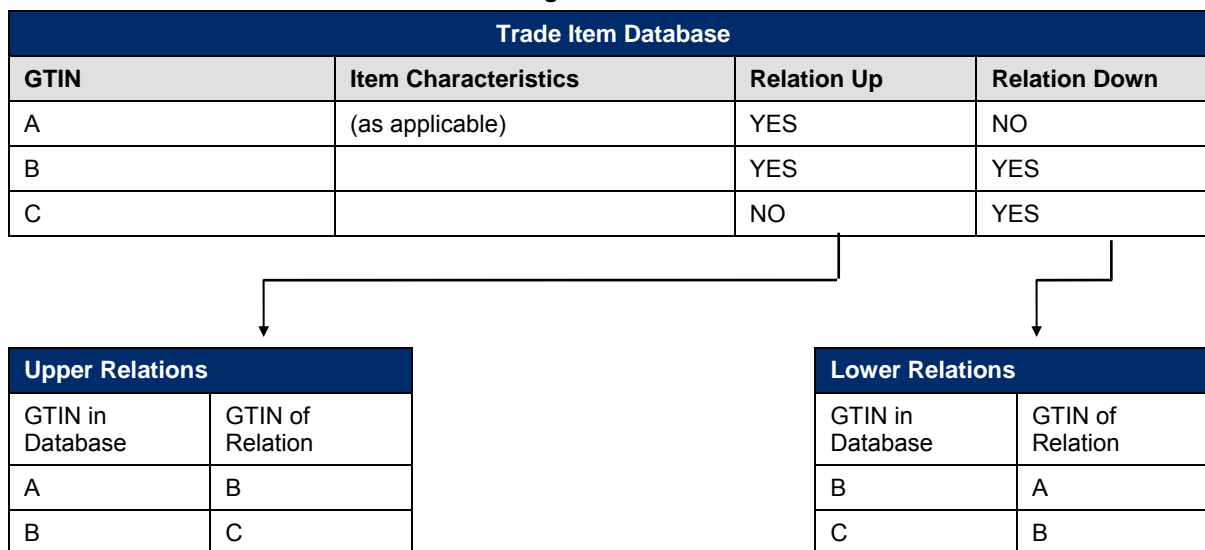 Trade Item Database
GTIN Item Characteristics Relation Up Relation Down
A (as applicable) YES NO
B YES YES
C NO YES
Upper Relations
GTIN in Database GTIN of Relation
A B
B C
Lower Relations
GTIN in Database GTIN of Relation
B A
C B